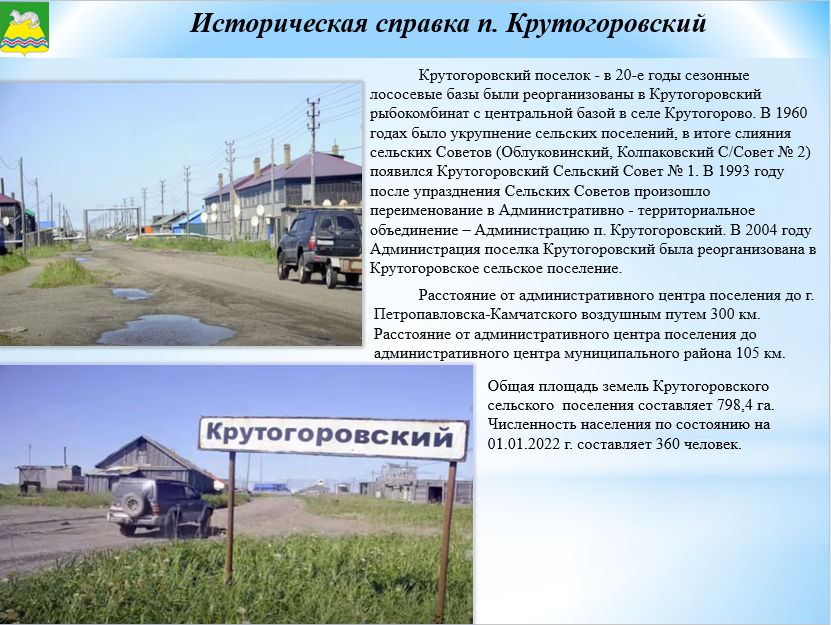 Историческая справка п. Крутогоровский
Крутогоровский поселок - в 20-е годы сезонные
лососевые базы были реорганизованы в Крутогоровский
рыбокомбинат с центральной базой в селе Крутогорово. В 1960
годах было укрупнение сельских поселений, в итоге слияния
сельских Советов (Облуковинский, Колпаковский С/Совет № 2)
появился Крутогоровский Сельский Совет № 1. В 1993 году
после упразднения Сельских Советов произошло
переименование в Административно - территориальное
объединение – Администрацию п. Крутогоровский. В 2004 году
Администрация поселка Крутогоровский была реорганизована в
Крутогоровское сельское поселение.
Расстояние от административного центра поселения до г.
Петропавловска-Камчатского воздушным путем 300 км.
Расстояние от административного центра поселения до
административного центра муниципального района 105 км.
Общая площадь земель Крутогоровского
сельского поселения составляет 798,4 га.
Численность населения по состоянию на
01.01.2022 г. составляет 360 человек.
Крутогоровский